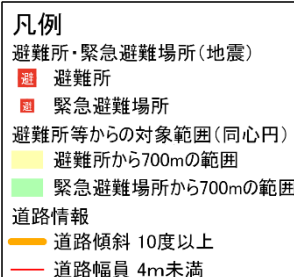 凡例
避難所・緊急避難場所(地震)
避 避難所
避 緊急避難場所
避難所等からの対象範囲(同心円)
避難所から700mの範囲
緊急避難場所から700mの範囲
道路情報
道路傾斜 10度以上
道路幅員 4m未満